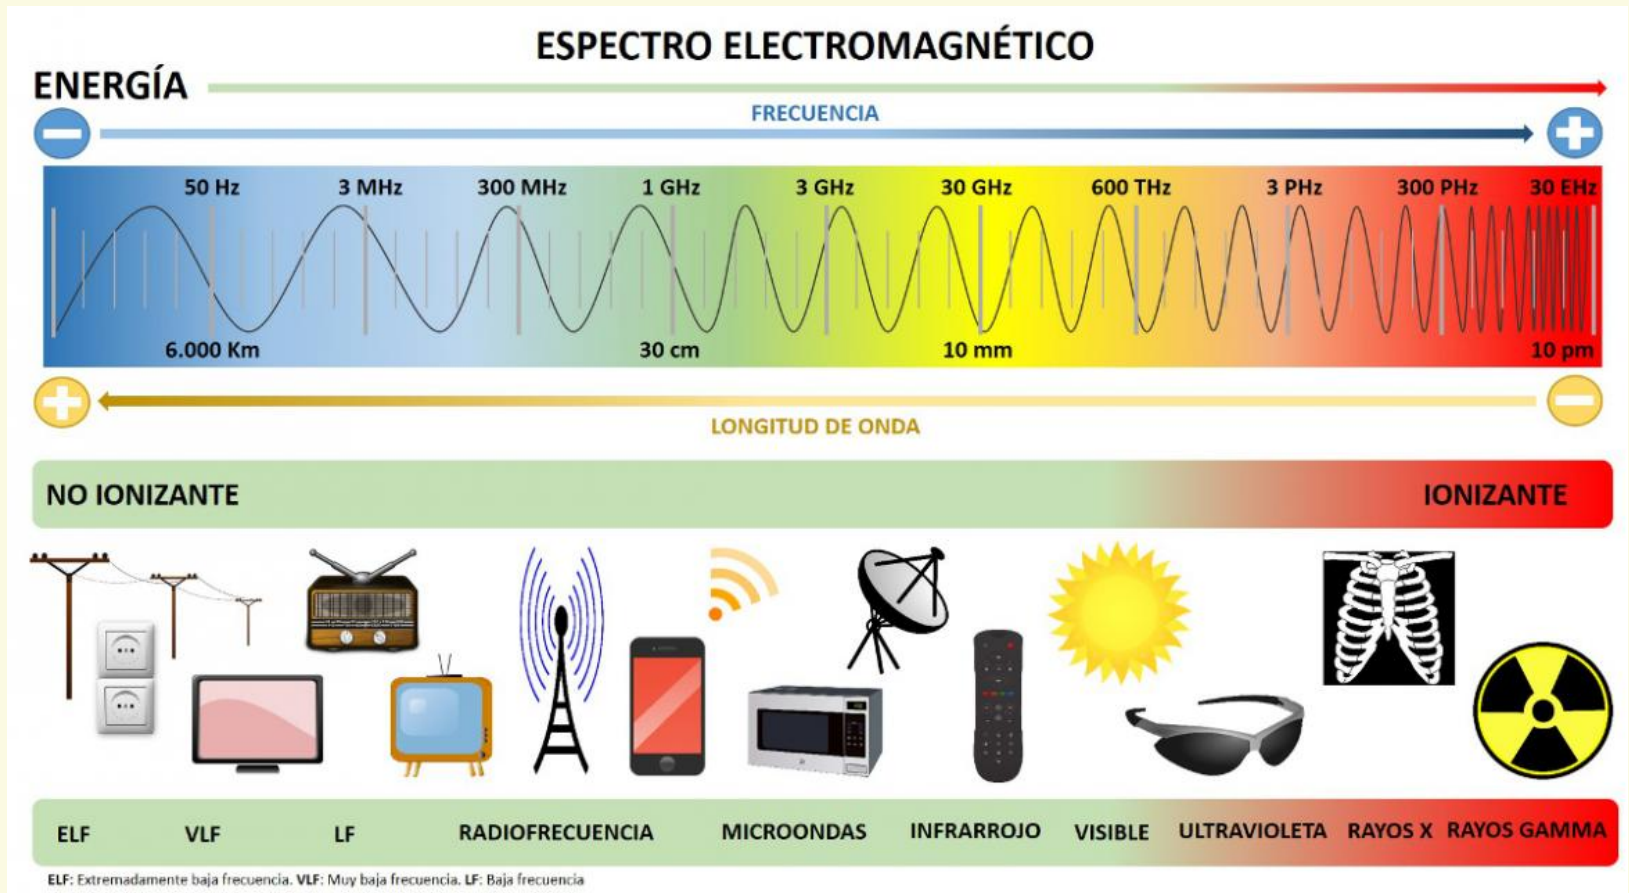 ESPECTRO ELECTROMAGNÉTICO
ENERGÍA
FRECUENCIA
50 Hz 3 MHz 300 MHz 1 GHz 3 GHz 30 GHz 600 THz 3 PHz 300 PHz 30 EHz
6.000 Km 30 cm 10 mm 10 pm
LONGITUD DE ONDA
NO IONIZANTE IONIZANTE
ELF VLF LF RADIOFRECUENCIA MICROONDAS INFRARROJO VISIBLE ULTRAVIOLETA RAYOS X RAYOS GAMMA
ELF: Extremadamente baja frecuencia. VLF: Muy baja frecuencia. LF: Baja frecuencia